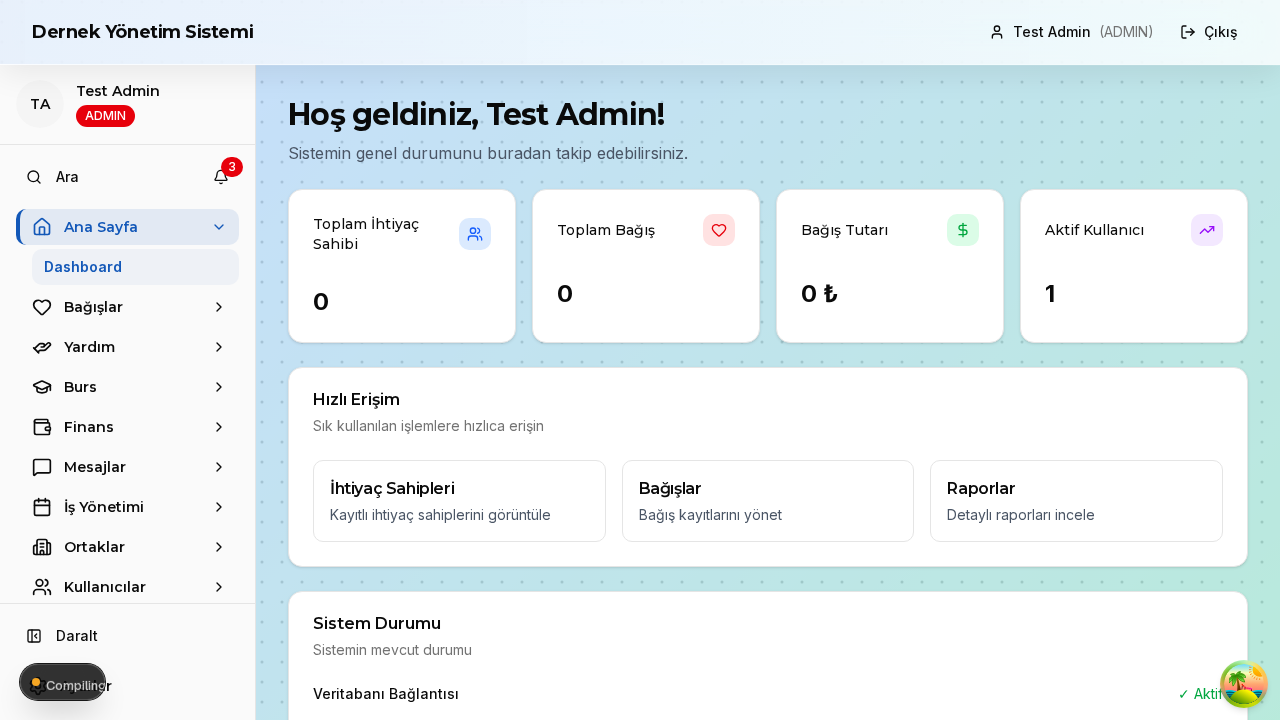 Dernek Yönetim Sistemi
Test Admin (ADMIN)
Çıkış
TA
Test Admin
ADMIN
Ara
3
Ana Sayfa
Dashboard
Bağışlar
Yardım
Burs
Finans
Mesajlar
İş Yönetimi
Ortaklar
Kullanıcılar
Daralt
Compiling
Hoş geldiniz, Test Admin!
Sistemin genel durumunu buradan takip edebilirsiniz.
Toplam İhtiyaç
Sahibi
0
Toplam Bağış
0
Bağış Tutarı
0 ₺
Aktif Kullanıcı
1
Hızlı Erişim
Sık kullanılan işlemlere hızlıca erişin
İhtiyaç Sahipleri
Kayıtlı ihtiyaç sahiplerini görüntüle
Bağışlar
Bağış kayıtlarını yönet
Raporlar
Detaylı raporları incele
Sistem Durumu
Sistemin mevcut durumu
Veritabanı Bağlantısı
✓ Aktif